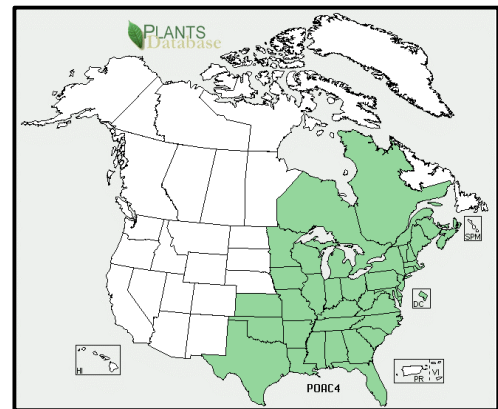 PLANTS
Database
SPM
DC
HI
PR
VI
POAC4